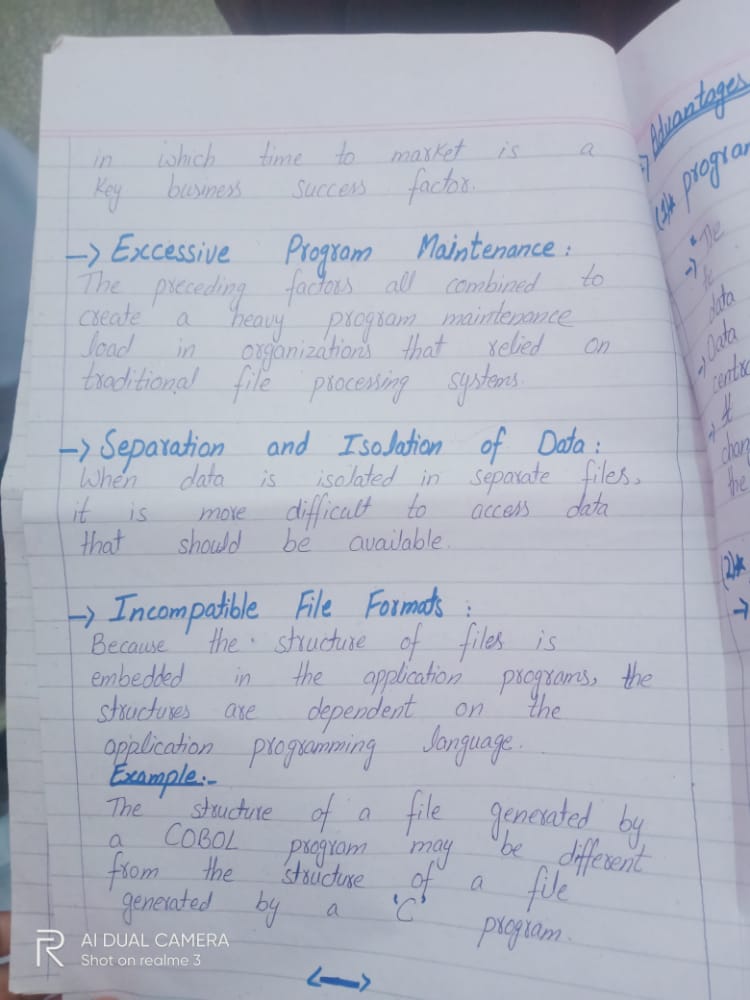 in which time to market is a
key business success factor.
-> Excessive Program Maintenance :
The preceding factors all combined to
create a heavy program maintenance
load in organizations that relied on
traditional file processing systems.
-> Separation and Isolation of Data :
When data is isolated in separate files,
it is more difficult to access data
that should be available.
-> Incompatible File Formats :
Because the structure of files is
embedded in the application programs, the
structures are dependent on the
application programming language.
Example:-
The structure of a file generated by
a COBOL program may be different
from the structure of a file
generated by a 'C' program.
Advantages
(1)* program
* De
->
data
-> Data
centra
-> It
chan
the
(2)*
->
R AI DUAL CAMERA
Shot on realme 3